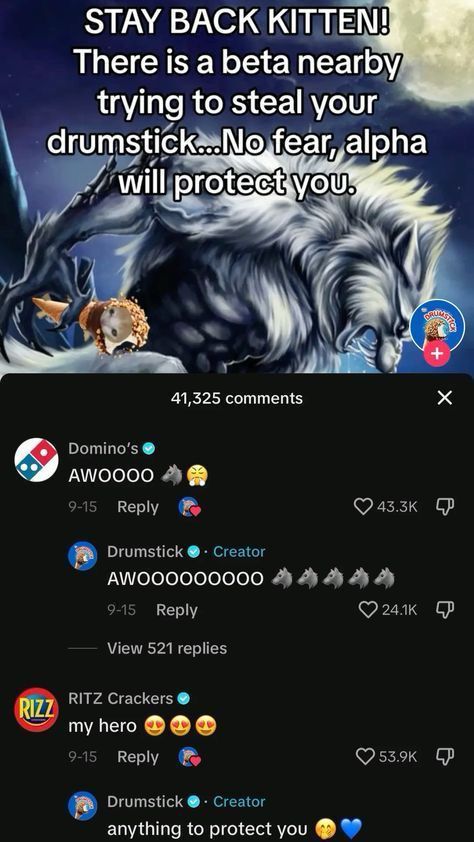 STAY BACK KITTEN!
There is a beta nearby
trying to steal your
drumstick...No fear, alpha
will protect you.
DRUMSTICK
41,325 comments
Domino's
AWOOOO 🐺😤
9-15 Reply 43.3K
Drumstick · Creator
AWOOOOOOOOO 🐺🐺🐺🐺🐺
9-15 Reply 24.1K
View 521 replies
RIZZ
RITZ Crackers
my hero 😍😍😍
9-15 Reply 53.9K
Drumstick · Creator
anything to protect you 🤭💙